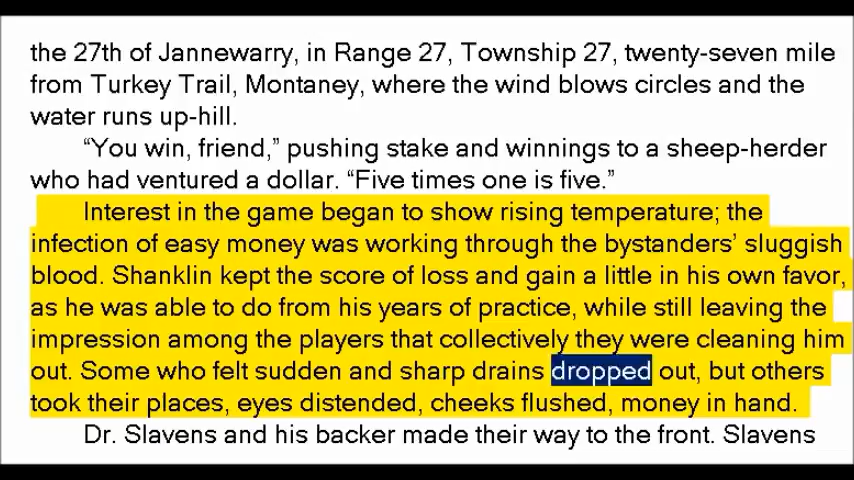 the 27th of Jannewarry, in Range 27, Township 27, twenty-seven mile
from Turkey Trail, Montaney, where the wind blows circles and the
water runs up-hill.
“You win, friend,” pushing stake and winnings to a sheep-herder
who had ventured a dollar. “Five times one is five.”
Interest in the game began to show rising temperature; the
infection of easy money was working through the bystanders’ sluggish
blood. Shanklin kept the score of loss and gain a little in his own favor,
as he was able to do from his years of practice, while still leaving the
impression among the players that collectively they were cleaning him
out. Some who felt sudden and sharp drains dropped out, but others
took their places, eyes distended, cheeks flushed, money in hand.
Dr. Slavens and his backer made their way to the front. Slavens